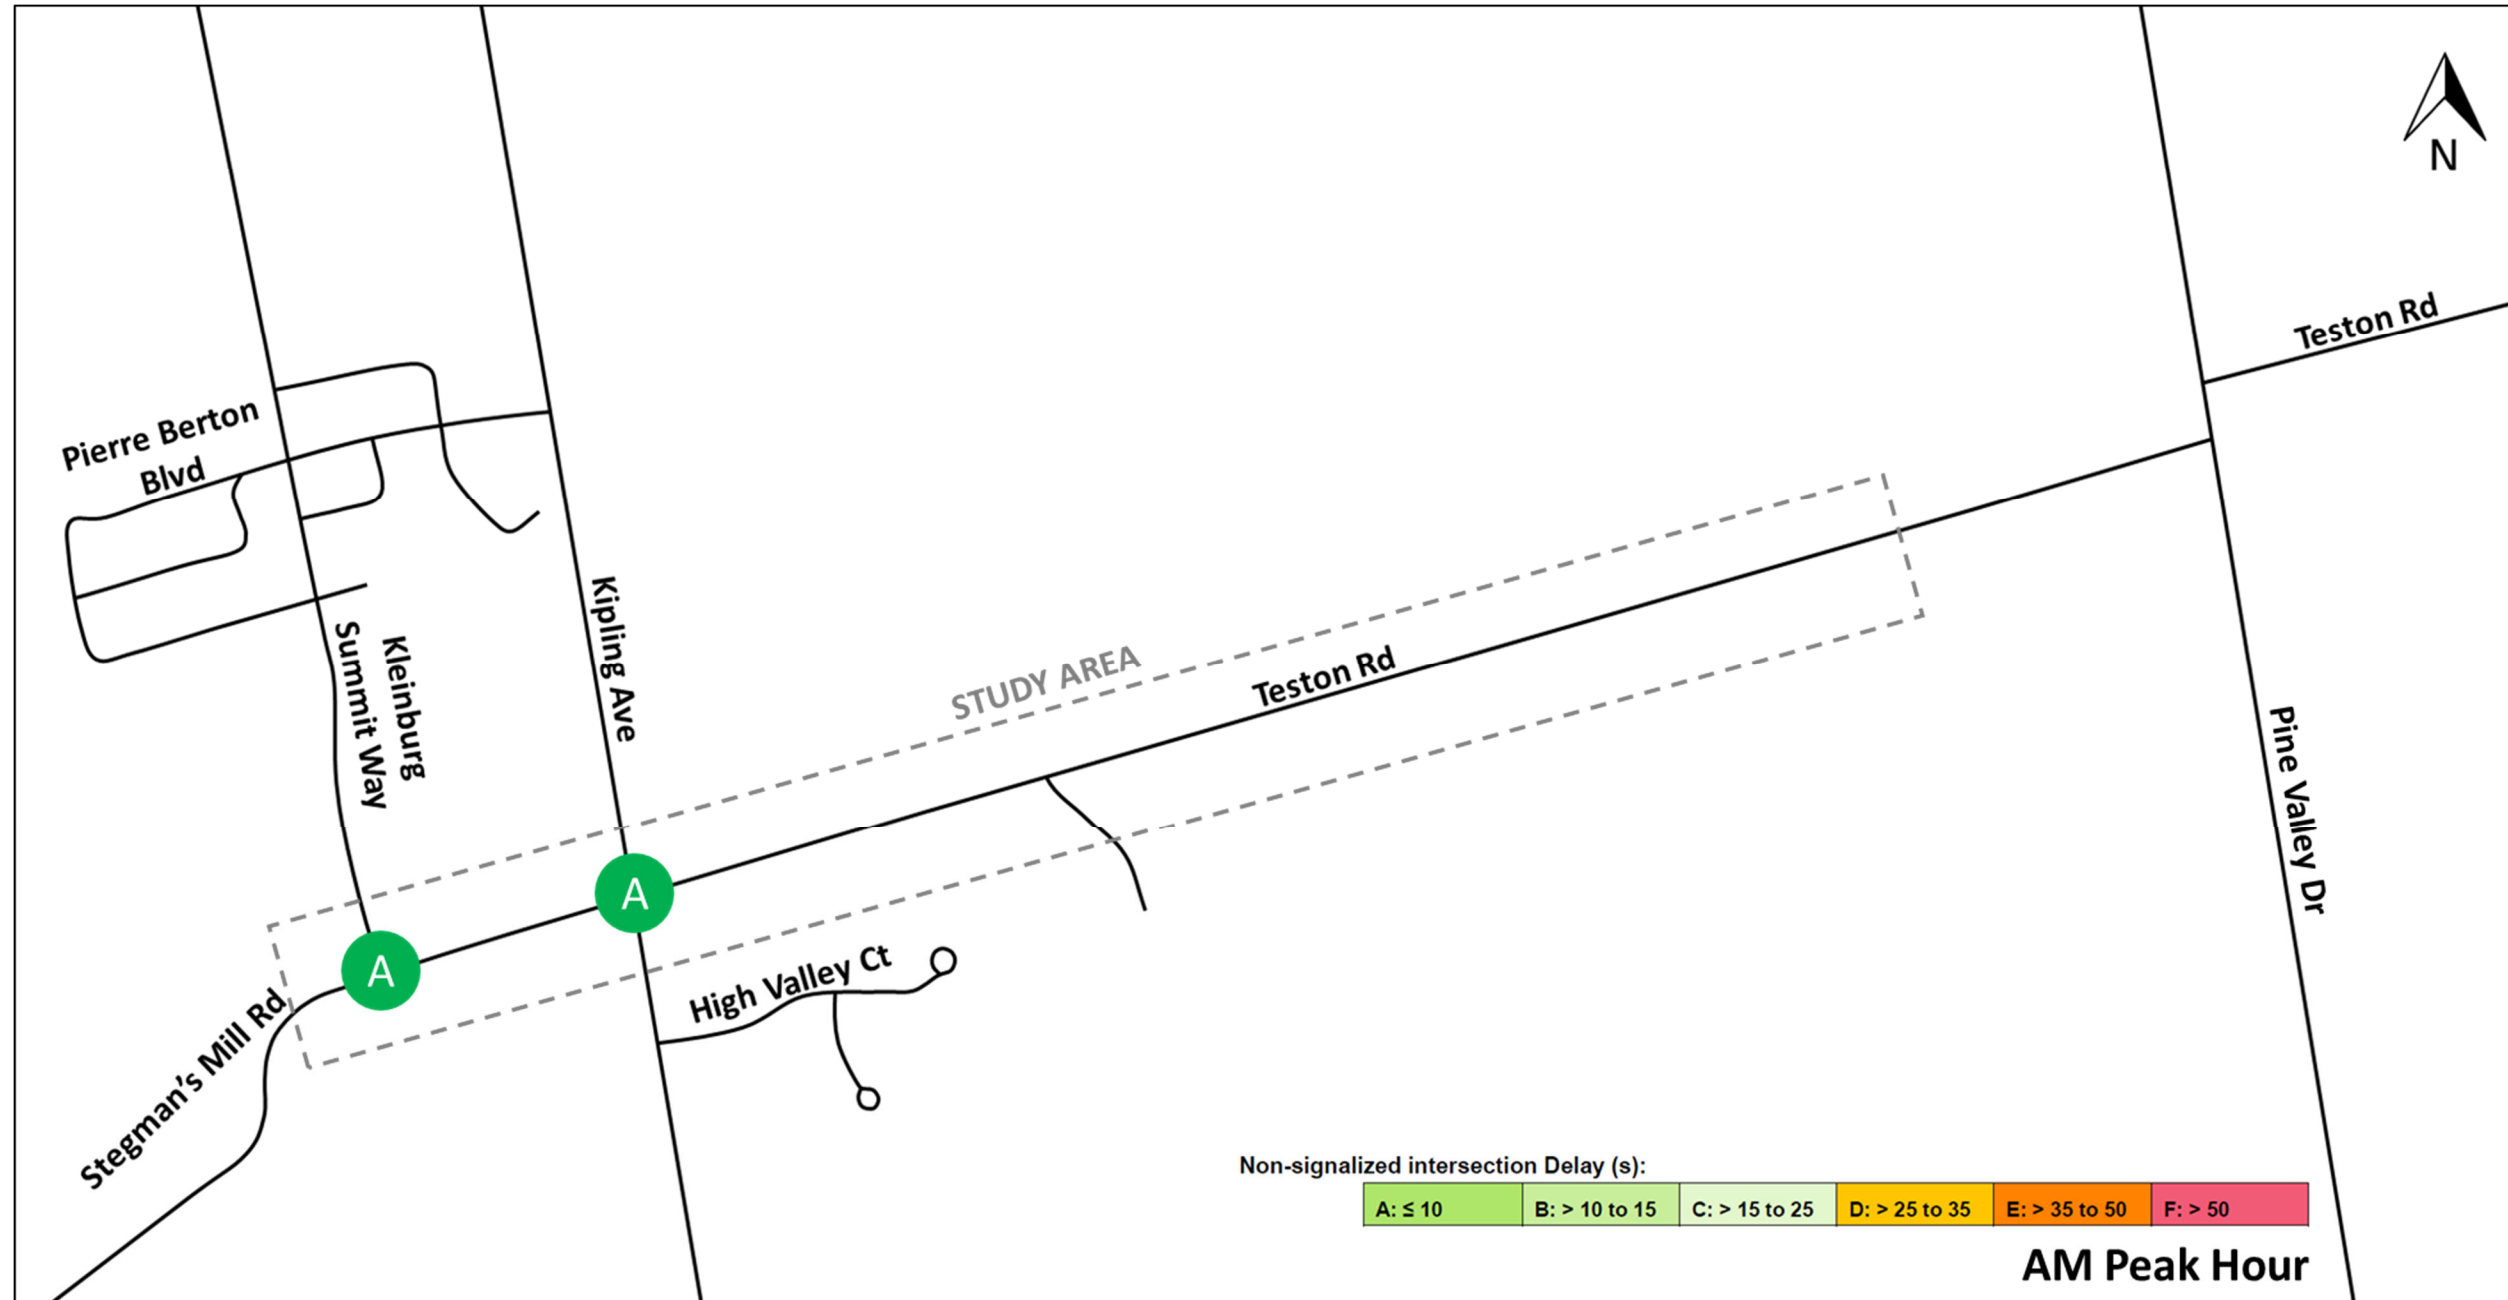 N
Teston Rd
Pierre Berton
Blvd
Kipling Ave
Kleinburg
Summit Way
STUDY AREA
Teston Rd
Pine Valley Dr
A
A
High Valley Ct
Stegman's Mill Rd
Non-signalized intersection Delay (s):
A: ≤ 10 B: > 10 to 15 C: > 15 to 25 D: > 25 to 35 E: > 35 to 50 F: > 50
AM Peak Hour